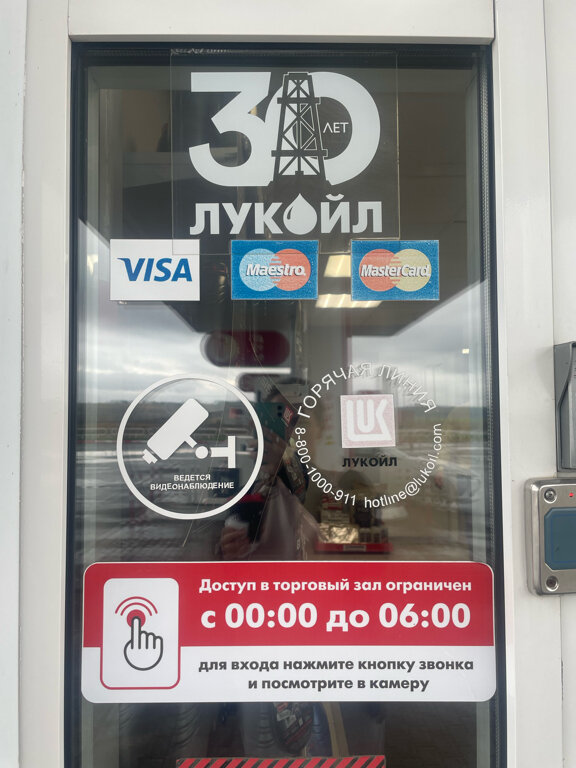 30
ЛЕТ
ЛУКОЙЛ
VISA
Maestro
MasterCard
ГОРЯЧАЯ ЛИНИЯ
LUK
ЛУКОЙЛ
8-800-1000-911 hotline@lukoil.com
ВЕДЕТСЯ
ВИДЕОНАБЛЮДЕНИЕ
Доступ в торговый зал ограничен
с 00:00 до 06:00
для входа нажмите кнопку звонка
и посмотрите в камеру